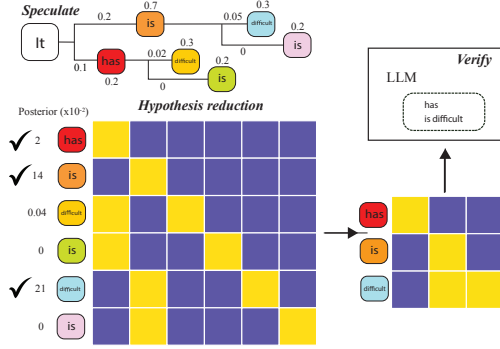 Speculate
It
0.2
0.7
is
0.05
0.3
difficult
0
0.2
is
0.1
has
0.2
0.02
0.3
difficult
0
0.2
is
Posterior (x10⁻²)
Hypothesis reduction
2 has
14 is
0.04 difficult
0 is
21 difficult
0 is
has
is
difficult
Verify
LLM
has
is difficult